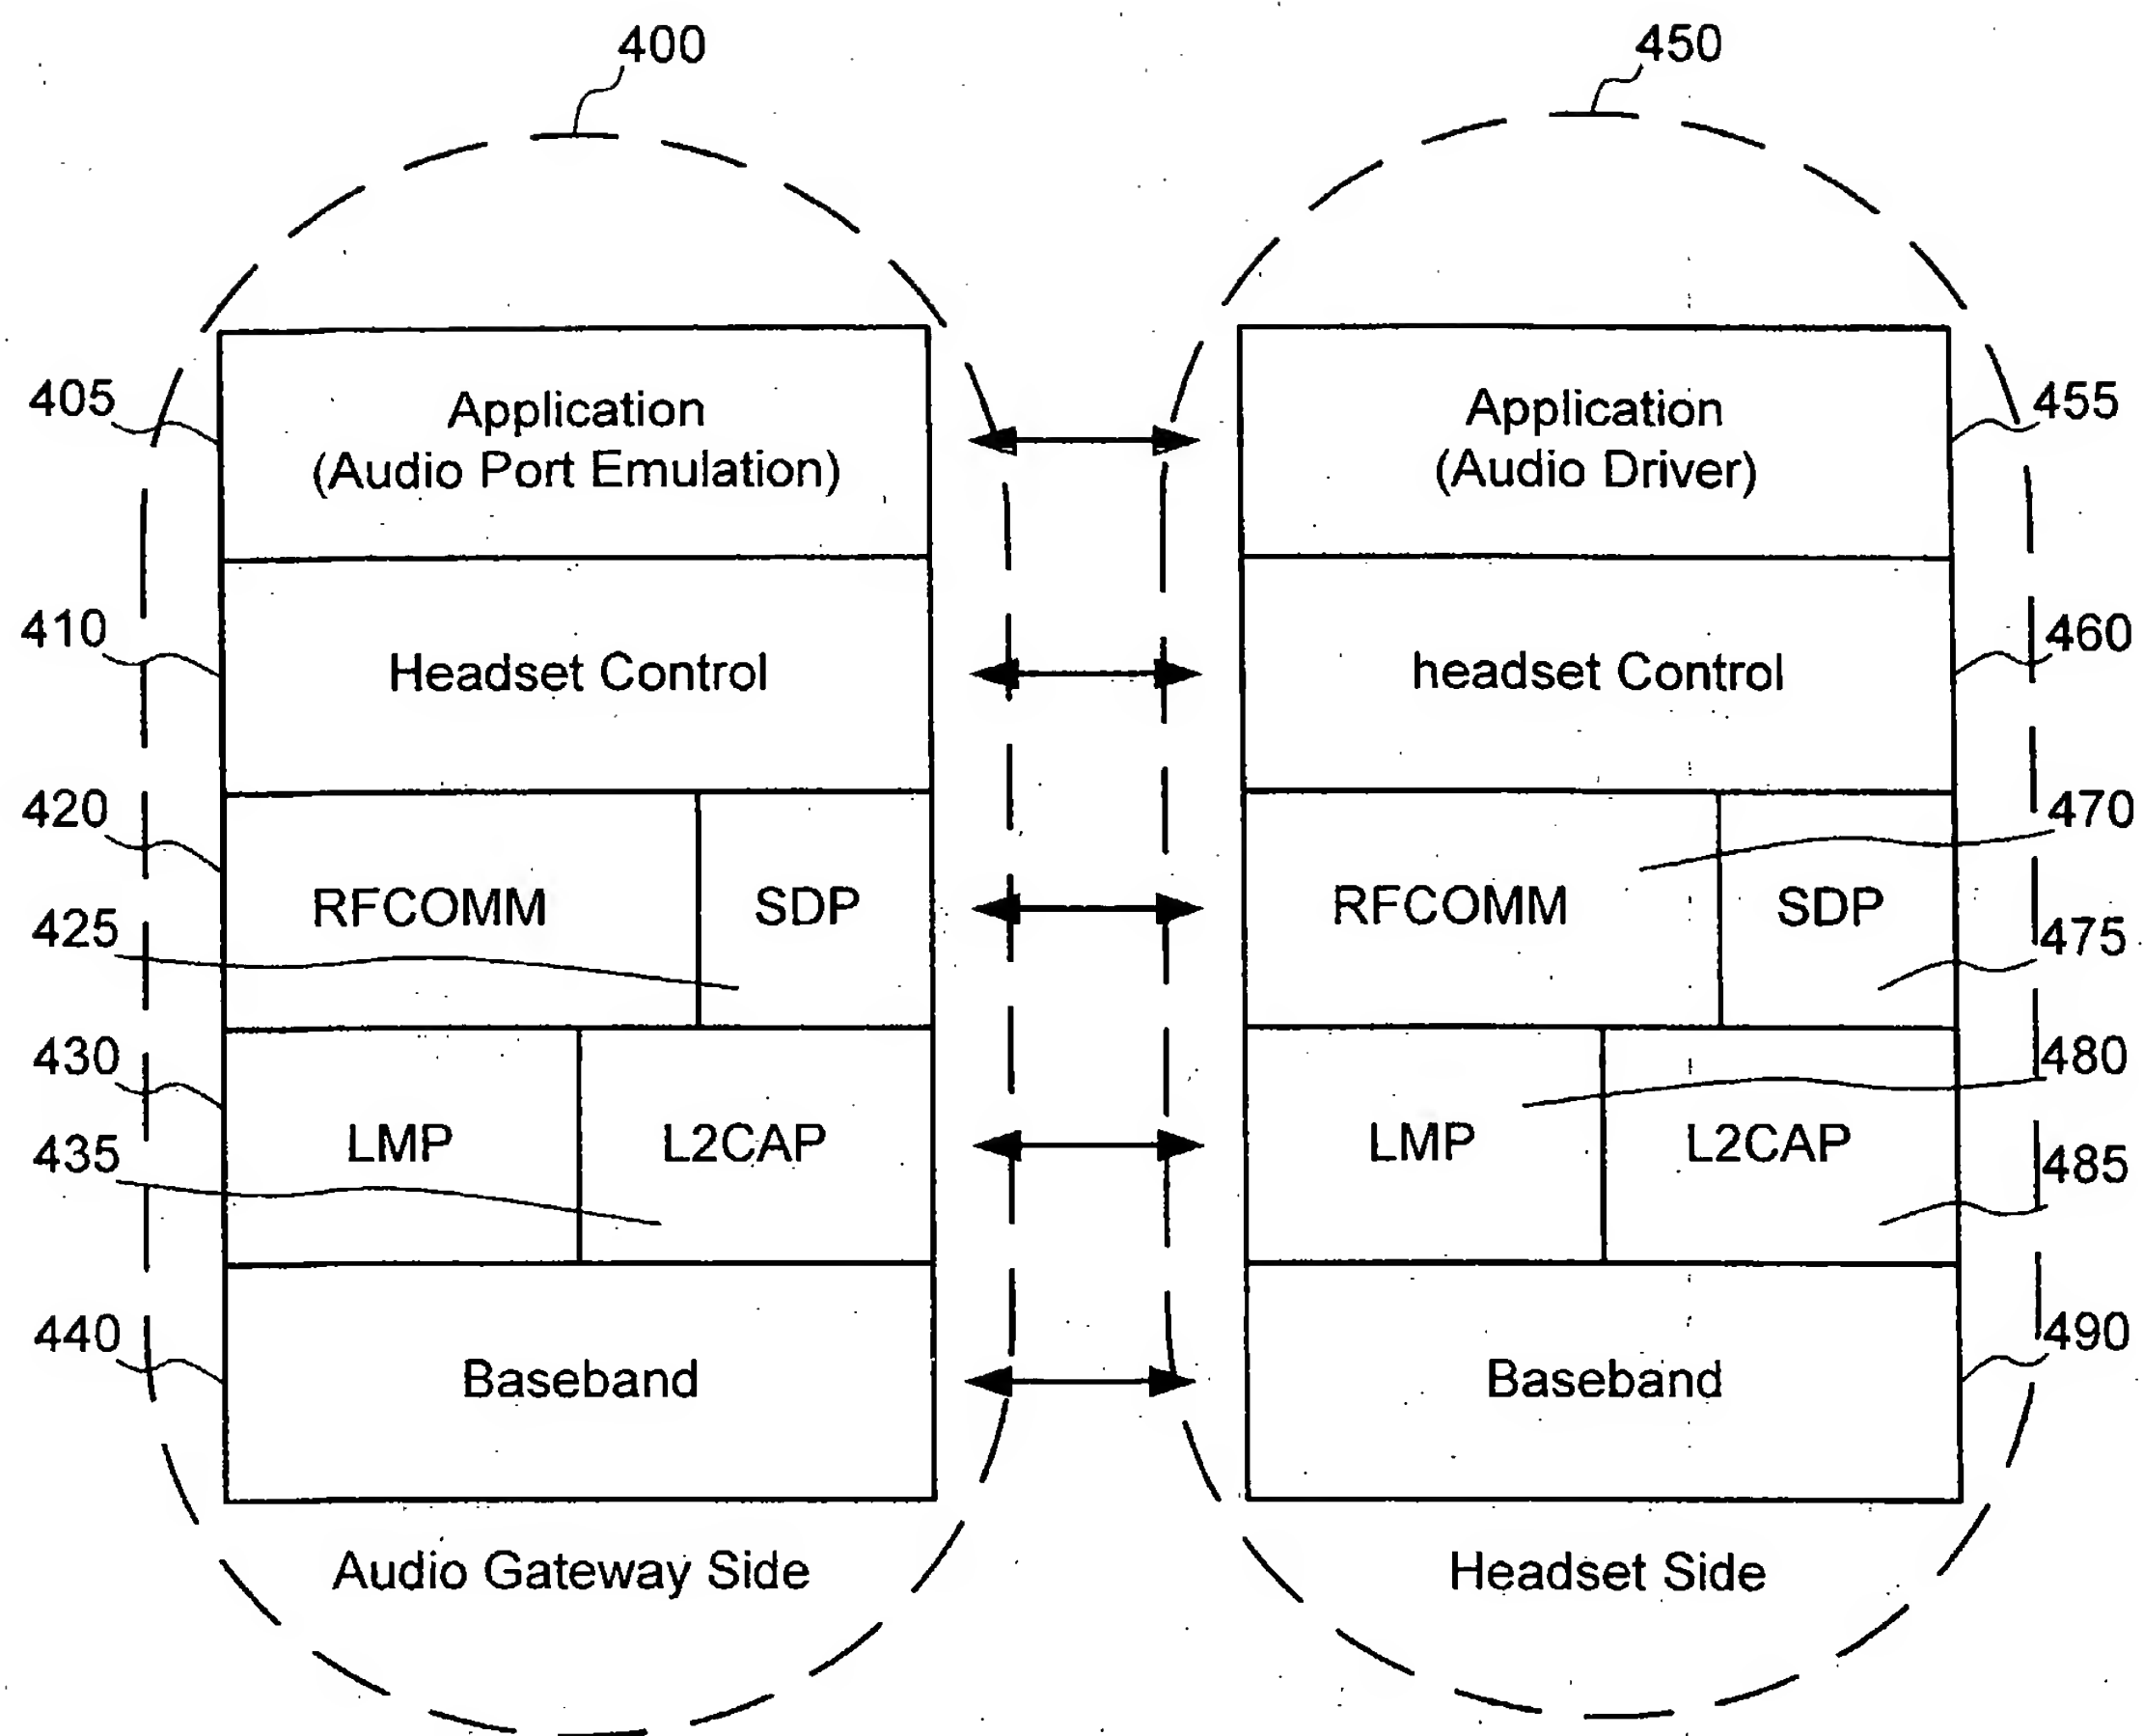 400
450
405
Application
(Audio Port Emulation)
Application
(Audio Driver)
455
410
Headset Control
headset Control
460
420
470
RFCOMM
SDP
RFCOMM
SDP
425
475
430
480
LMP
L2CAP
LMP
L2CAP
435
485
440
490
Baseband
Baseband
Audio Gateway Side
Headset Side